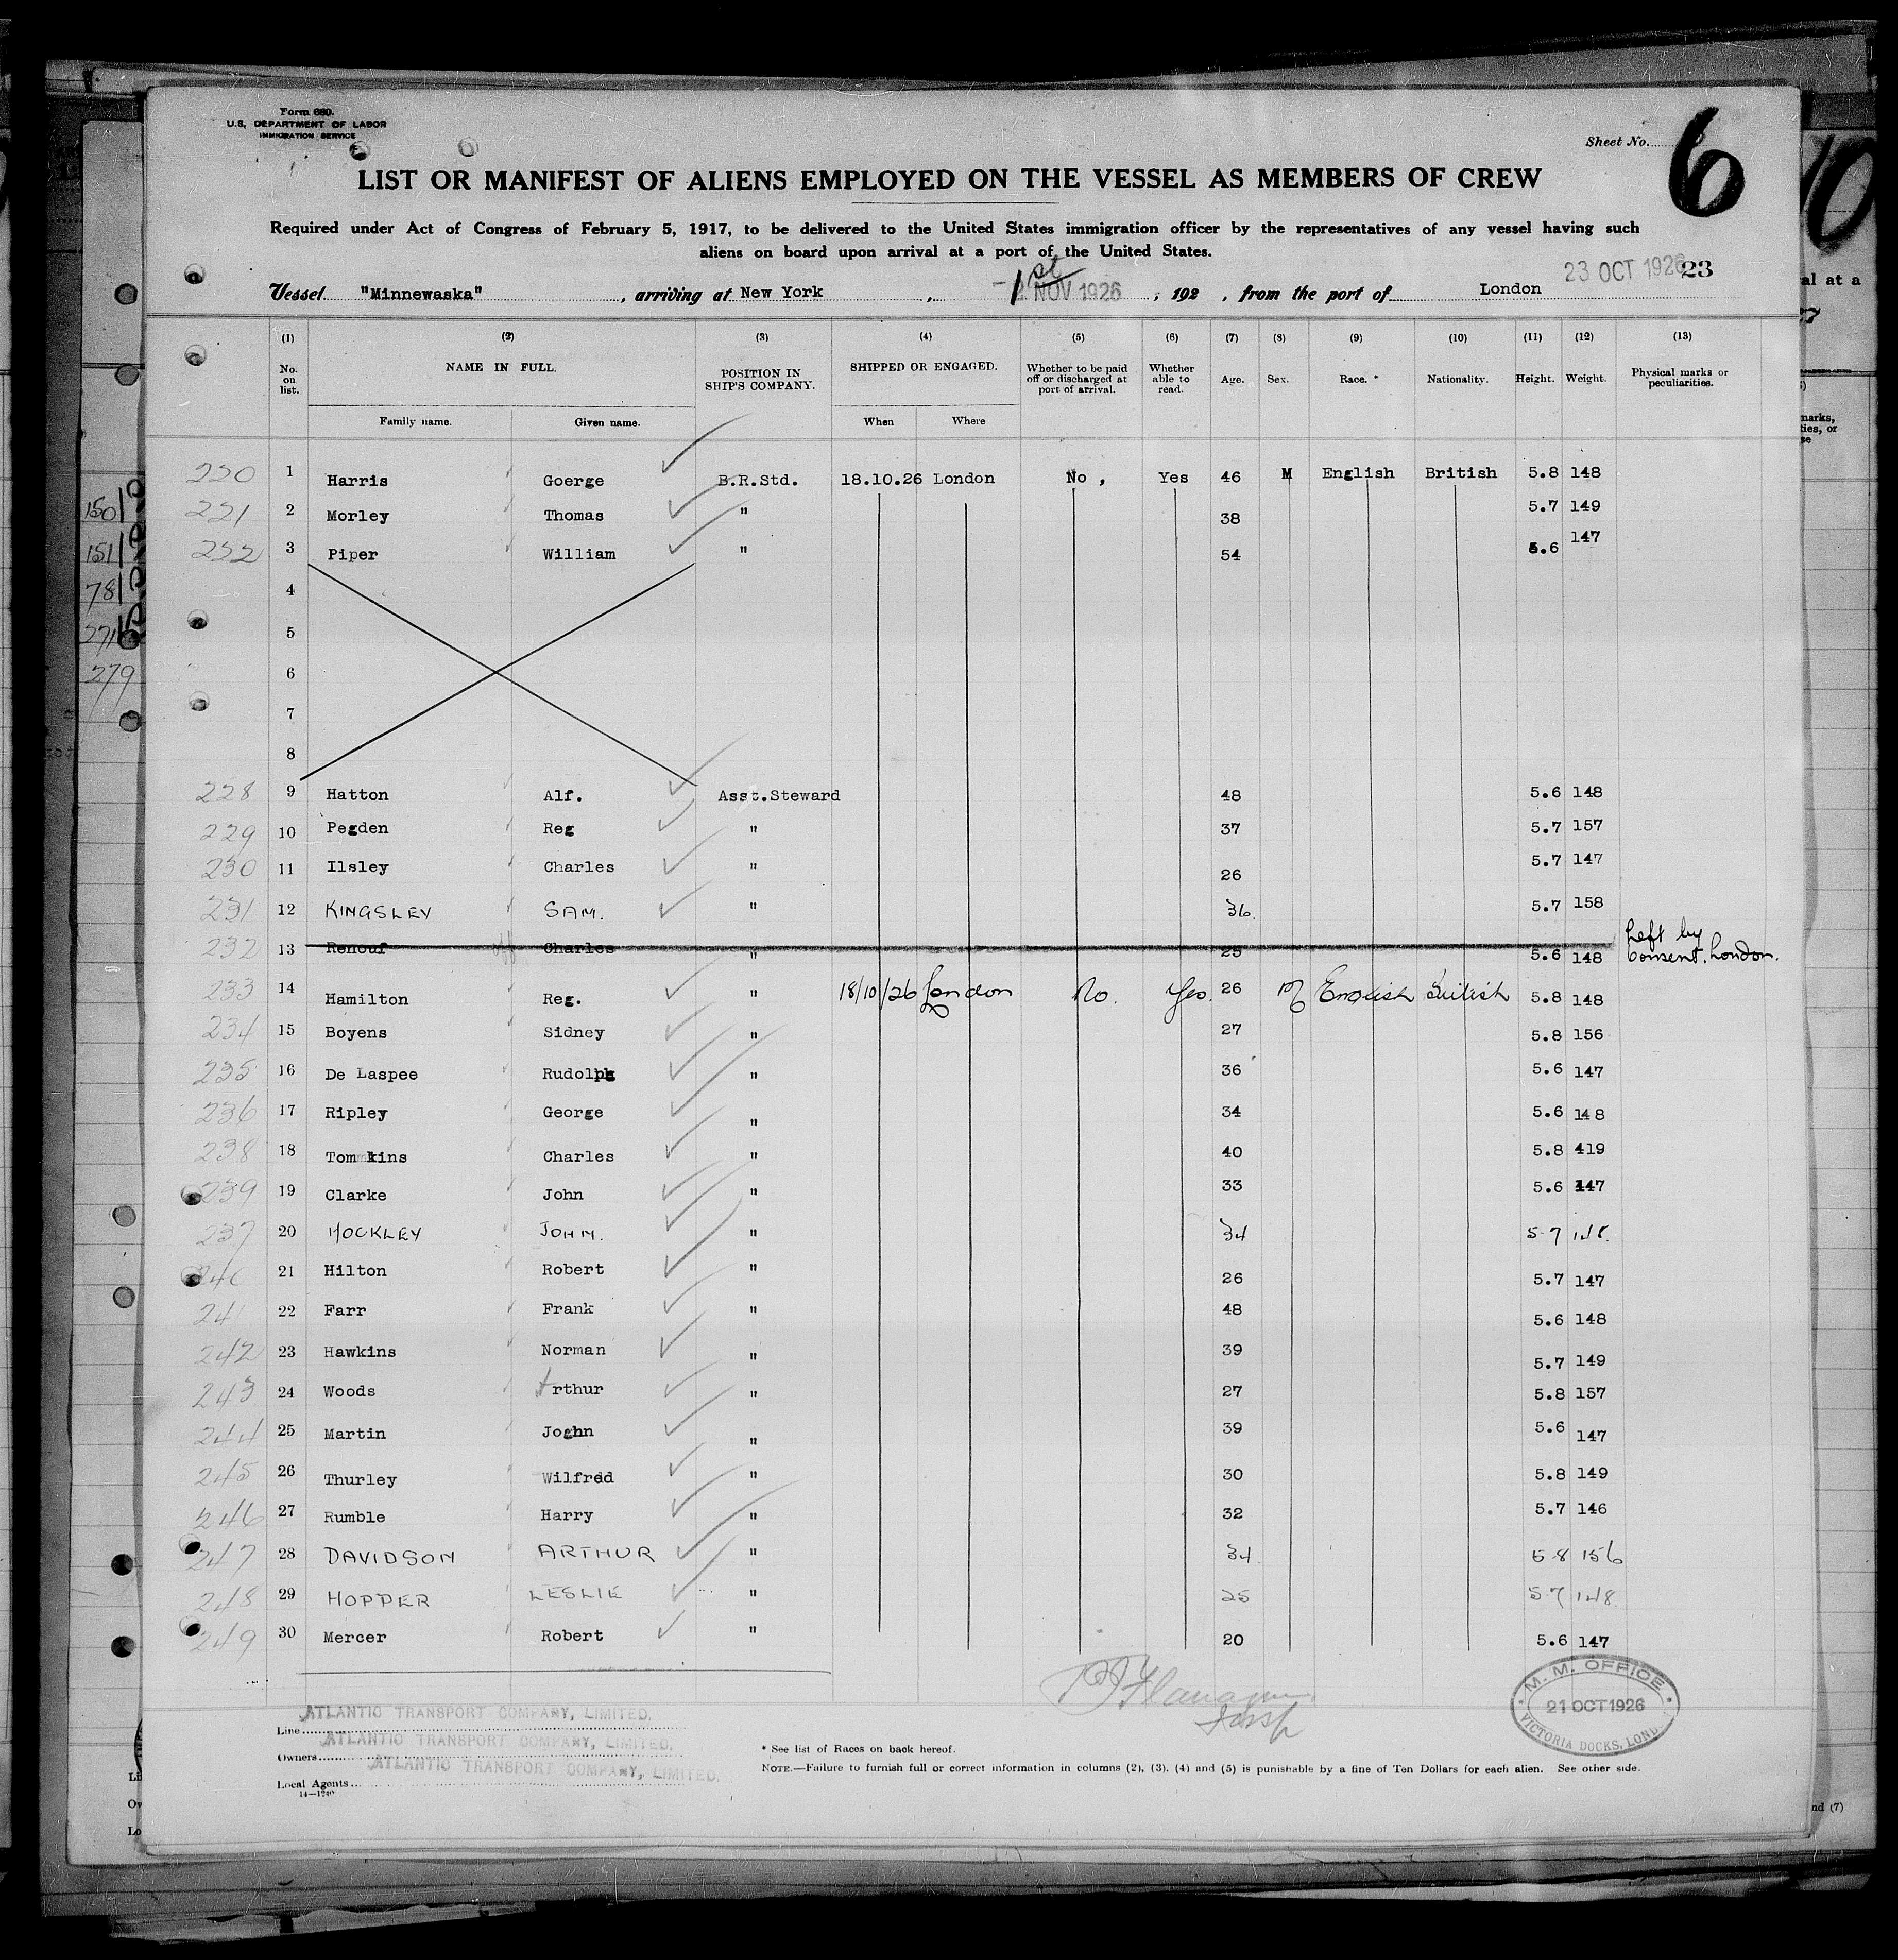 Form 680.
U.S. DEPARTMENT OF LABOR
IMMIGRATION SERVICE
Sheet No. 6
10
LIST OR MANIFEST OF ALIENS EMPLOYED ON THE VESSEL AS MEMBERS OF CREW
Required under Act of Congress of February 5, 1917, to be delivered to the United States immigration officer by the representatives of any vessel having such
aliens on board upon arrival at a port of the United States.
23 OCT 1926 23
Vessel "Minnewaska", arriving at New York, 1st 2 NOV 1926, 192 , from the port of London
(1) (2) (3) (4) (5) (6) (7) (8) (9) (10) (11) (12) (13)
No. on list. NAME IN FULL. POSITION IN SHIP'S COMPANY. SHIPPED OR ENGAGED. Whether to be paid off or discharged at port of arrival. Whether able to read. Age. Sex. Race. * Nationality. Height. Weight. Physical marks or peculiarities.
Family name. Given name. When Where
220 1 Harris Goerge B.R.Std. 18.10.26 London No , Yes 46 M English British 5.8 148
221 2 Morley Thomas " 38 5.7 149
222 3 Piper William " 54 5.6 147
4
5
6
7
8
228 9 Hatton Alf. Asst.Steward 48 5.6 148
229 10 Pegden Reg " 37 5.7 157
230 11 Ilsley Charles " 26 5.7 147
231 12 KINGSLEY SAM. " 36. 5.7 158
232 13 Renouf Charles " 25 5.6 148 Left by Consent. London.
233 14 Hamilton Reg. " 18/10/26 London No. Yes. 26 M English British 5.8 148
234 15 Boyens Sidney " 27 5.8 156
235 16 De Laspee Rudolph " 36 5.6 147
236 17 Ripley George " 34 5.6 148
238 18 Tomkins Charles " 40 5.8 419
239 19 Clarke John " 33 5.6 147
237 20 HOCKLEY JOHN. " 34 5.7 148.
240 21 Hilton Robert " 26 5.7 147
241 22 Farr Frank " 48 5.6 148
242 23 Hawkins Norman " 39 5.7 149
243 24 Woods Arthur " 27 5.8 157
244 25 Martin Joghn " 39 5.6 147
245 26 Thurley Wilfred " 30 5.8 149
246 27 Rumble Harry " 32 5.7 146
247 28 DAVIDSON ARTHUR " 34 5 8 156
248 29 HOPPER LESLIE " 25 5 7 148.
249 30 Mercer Robert " 20 5.6 147
150
151
78
271
279
M. M. OFFICE
21 OCT 1926
VICTORIA DOCKS, LOND.
Line ATLANTIC TRANSPORT COMPANY, LIMITED.
Owners ATLANTIC TRANSPORT COMPANY, LIMITED.
Local Agents ATLANTIC TRANSPORT COMPANY, LIMITED.
14—1240
* See list of Races on back hereof.
NOTE.—Failure to furnish full or correct information in columns (2), (3), (4) and (5) is punishable by a fine of Ten Dollars for each alien. See other side.
al at a
marks,
nd (7)